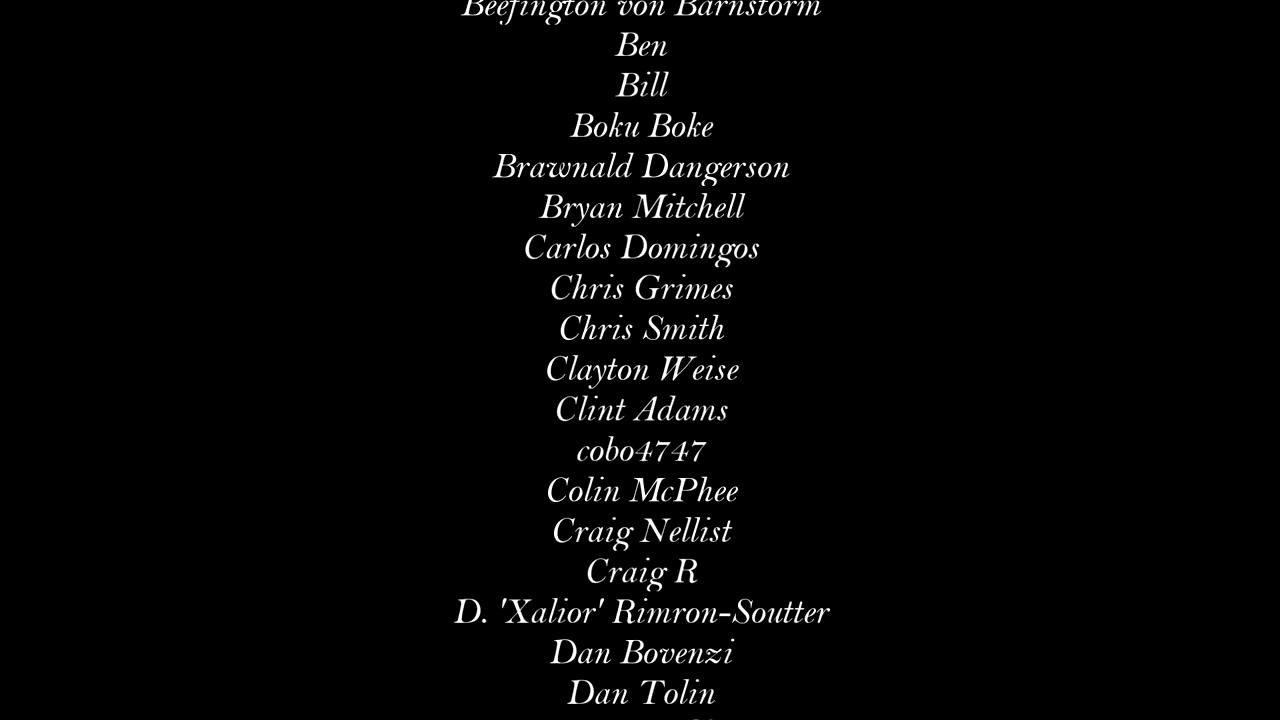 Beefington von Barnstorm
Ben
Bill
Boku Boke
Brawnald Dangerson
Bryan Mitchell
Carlos Domingos
Chris Grimes
Chris Smith
Clayton Weise
Clint Adams
cobo4747
Colin McPhee
Craig Nellist
Craig R
D. 'Xalior' Rimron-Soutter
Dan Bovenzi
Dan Tolin